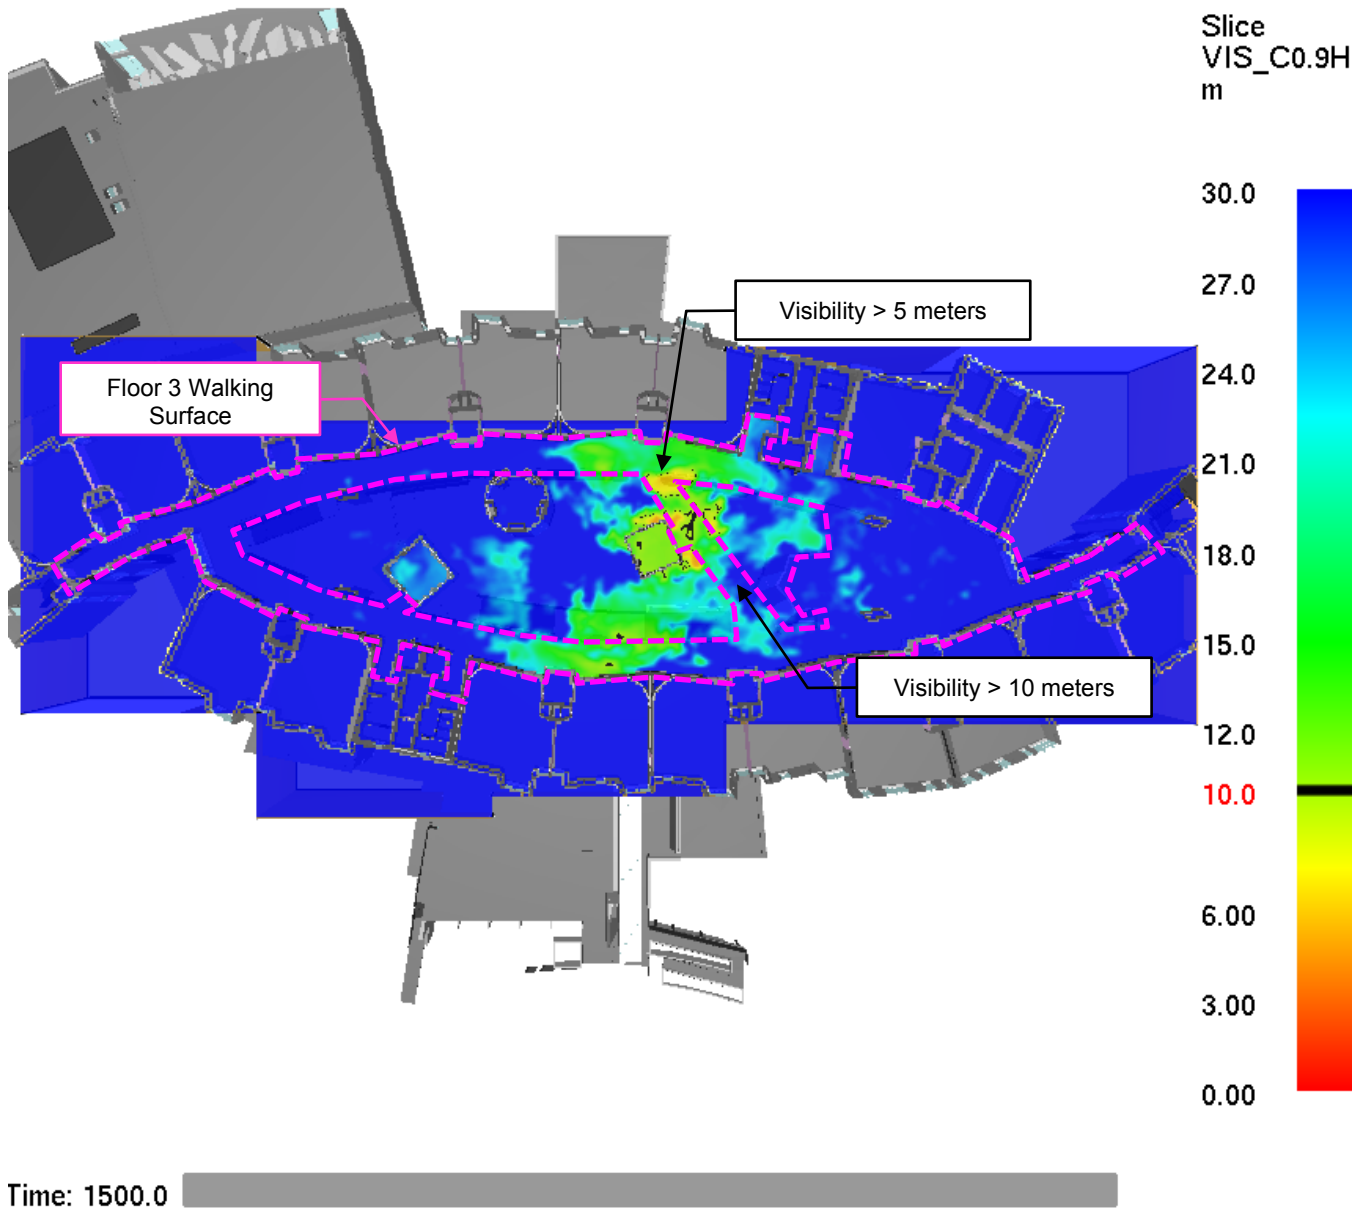 Slice
VIS_C0.9H
m
30.0
Visibility > 5 meters
27.0
Floor 3 Walking
Surface
24.0
21.0
18.0
15.0
Visibility > 10 meters
12.0
10.0
6.00
3.00
0.00
Time: 1500.0